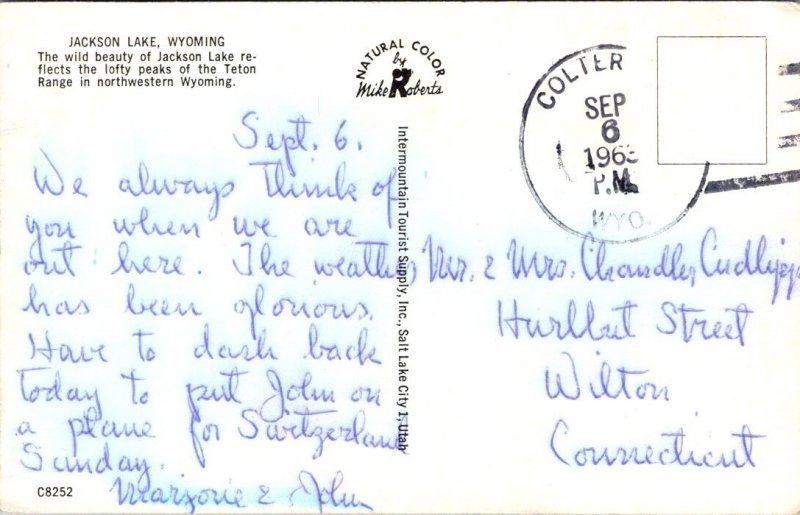 JACKSON LAKE, WYOMING
The wild beauty of Jackson Lake re-
flects the lofty peaks of the Teton
Range in northwestern Wyoming.
NATURAL COLOR
by
Mike Roberts
COLTER
SEP
6
1963
P.M.
WYO.
Intermountain Tourist Supply, Inc., Salt Lake City 1, Utah
Sept. 6.
We always think of
you when we are
out here. The weather
has been glorious.
Have to dash back
today to put John on
a plane for Switzerland
Sunday.
Marjorie & John
Mr. & Mrs. Chandler
Hurlbut Street
Wilton
Connecticut
C8252